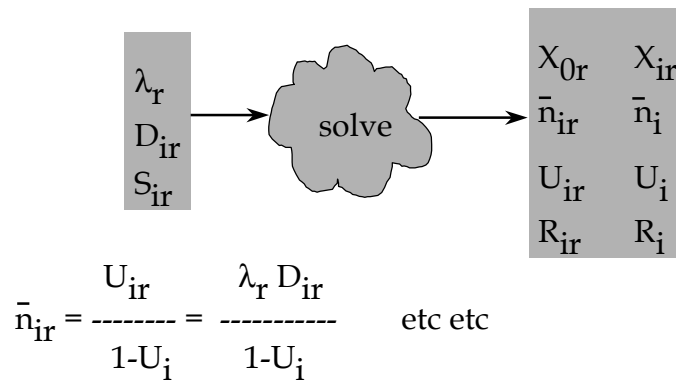 λr
Dir
Sir
solve
X0r Xir
n̄ir n̄i
Uir Ui
Rir Ri
n̄ir = Uir -------- 1-Ui = λr Dir ----------- 1-Ui etc etc